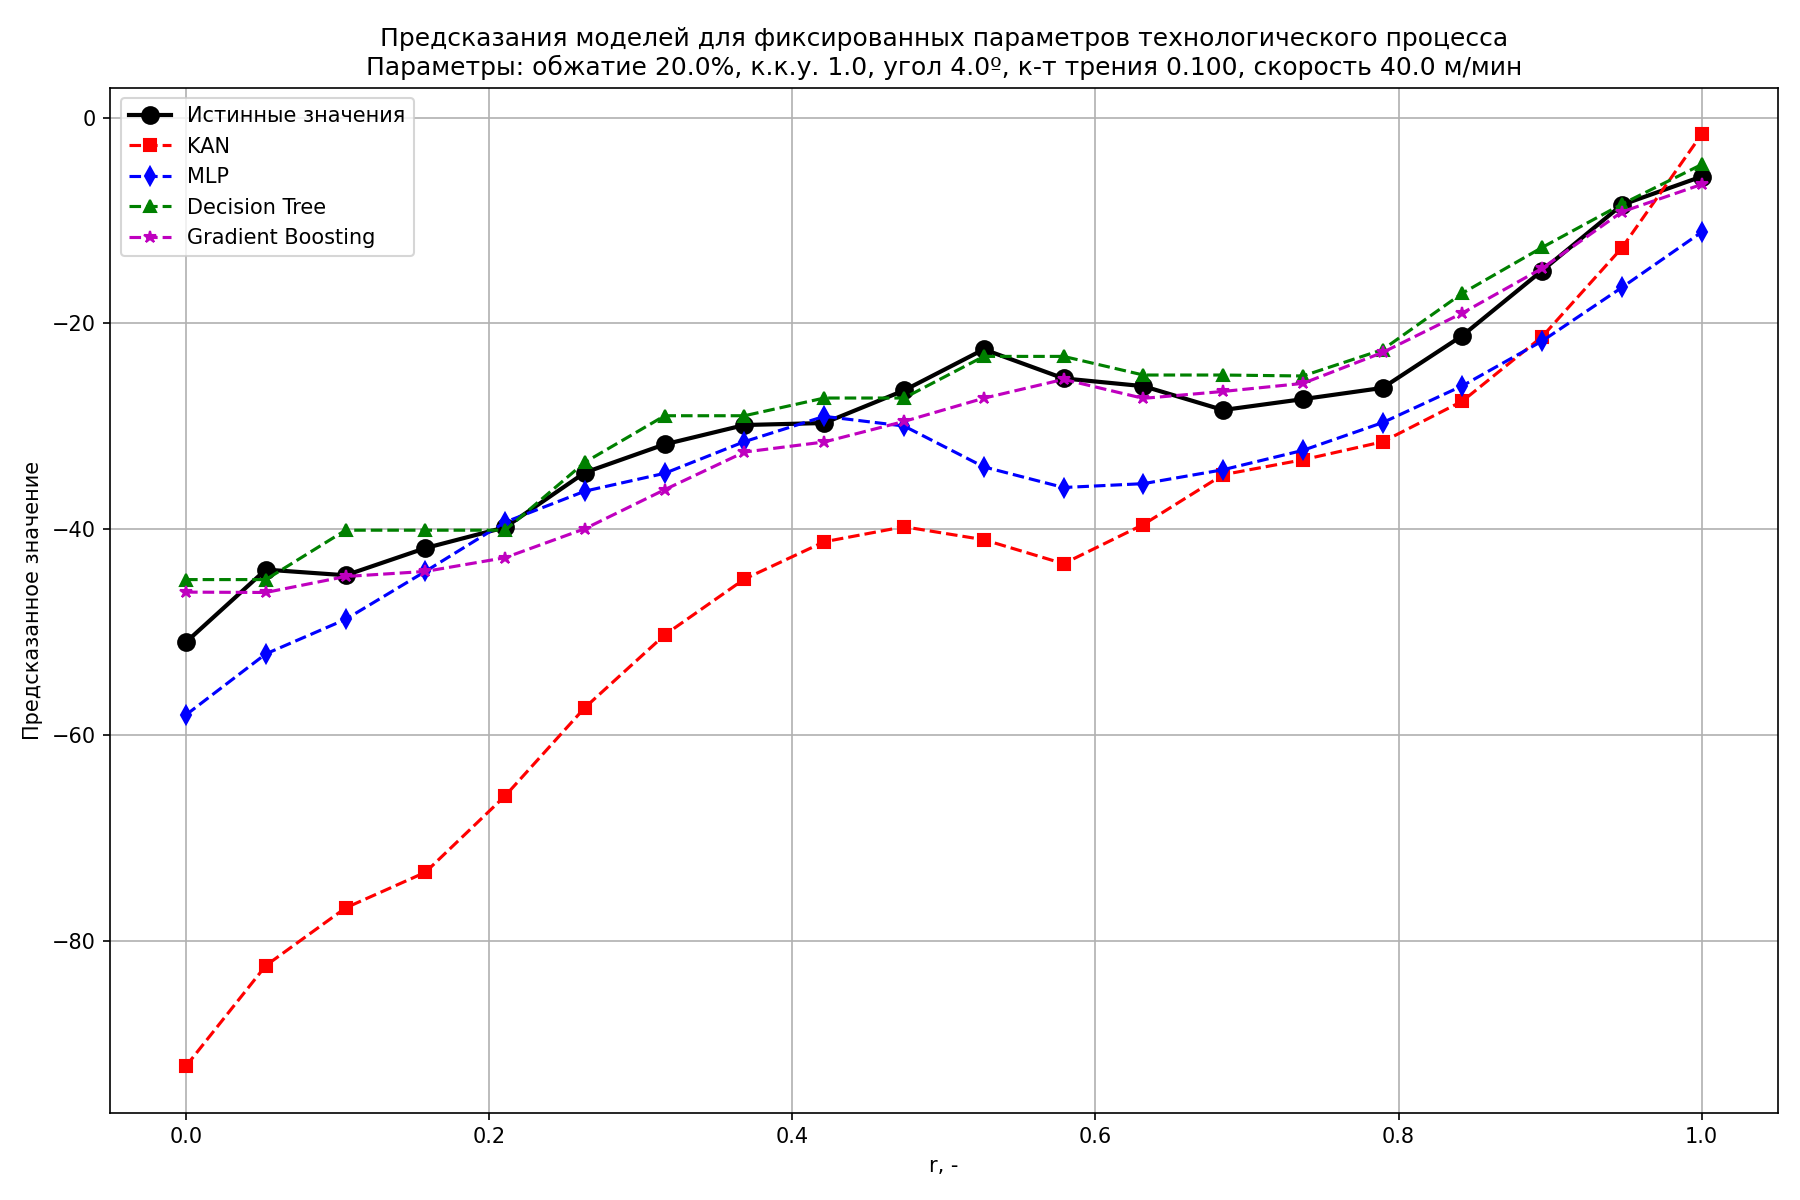 Предсказания моделей для фиксированных параметров технологического процесса
Параметры: обжатие 20.0%, к.к.у. 1.0, угол 4.0º, к-т трения 0.100, скорость 40.0 м/мин
Истинные значения
KAN
MLP
Decision Tree
Gradient Boosting
Предсказанное значение
0
−20
−40
−60
−80
0.0 0.2 0.4 0.6 0.8 1.0
r, -